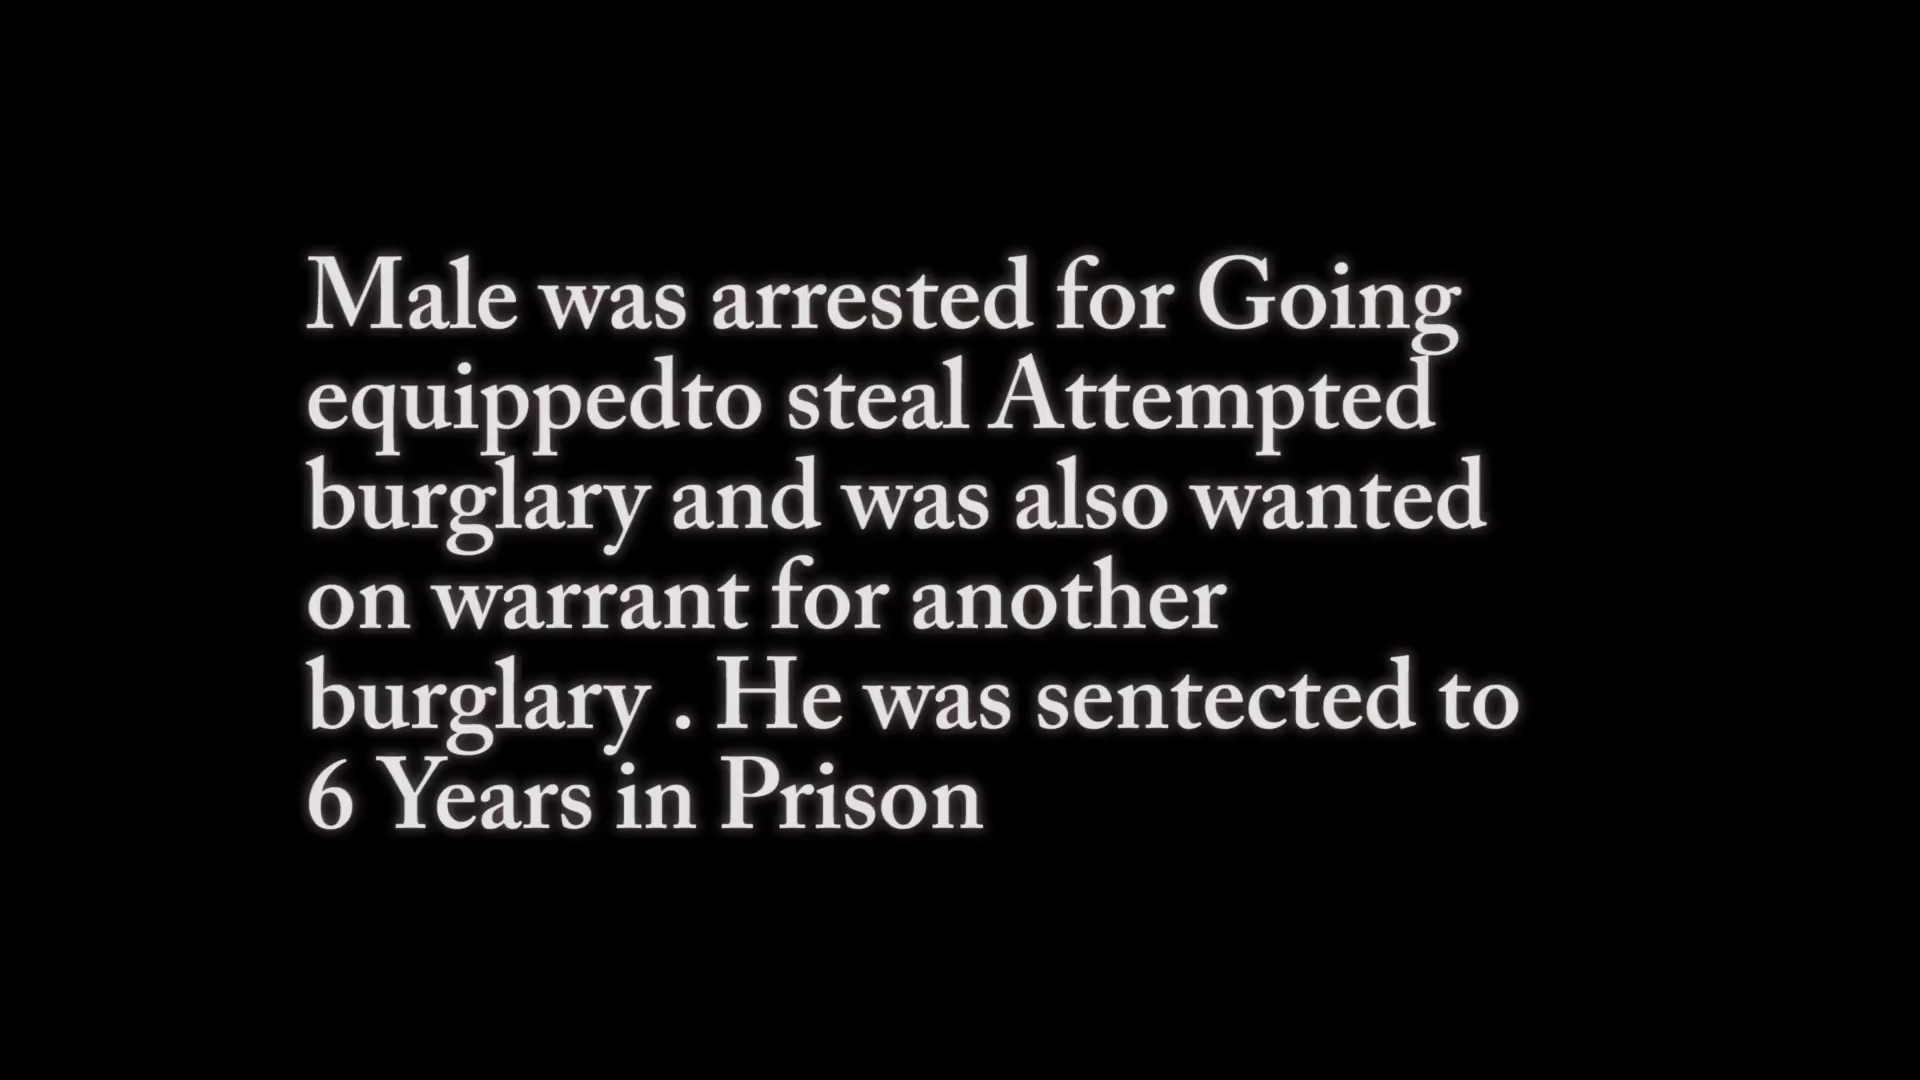 Male was arrested for Going
equippedto steal Attempted
burglary and was also wanted
on warrant for another
burglary . He was sentected to
6 Years in Prison